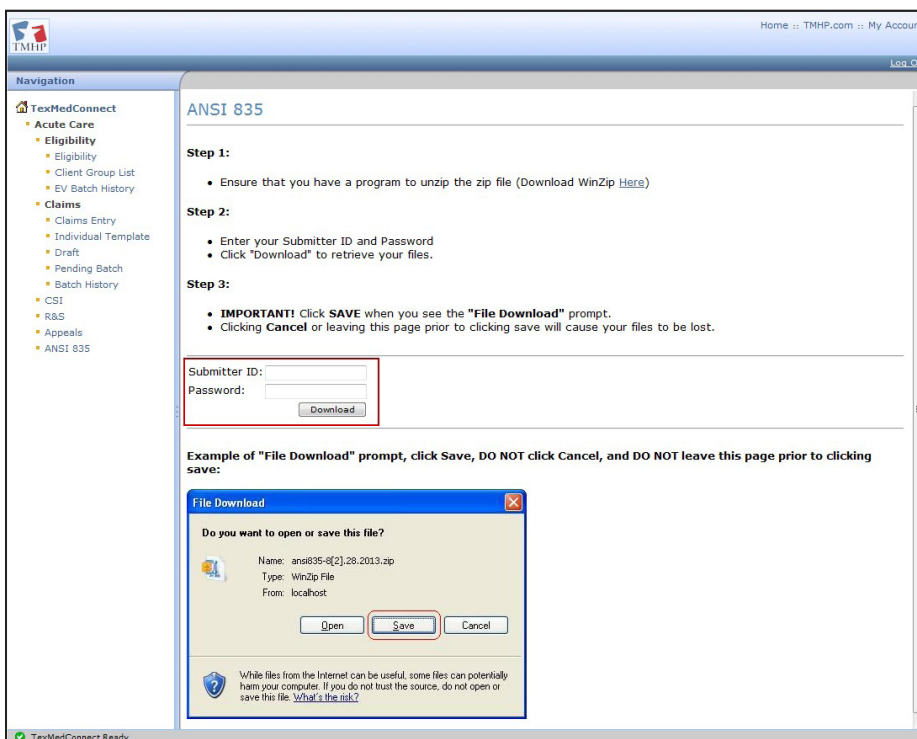 TMHP
Home :: TMHP.com :: My Accoun
Log O
Navigation
TexMedConnect
Acute Care
Eligibility
Eligibility
Client Group List
EV Batch History
Claims
Claims Entry
Individual Template
Draft
Pending Batch
Batch History
CSI
R&S
Appeals
ANSI 835
ANSI 835
Step 1:
• Ensure that you have a program to unzip the zip file (Download WinZip Here)
Step 2:
• Enter your Submitter ID and Password
• Click "Download" to retrieve your files.
Step 3:
• IMPORTANT! Click SAVE when you see the "File Download" prompt.
• Clicking Cancel or leaving this page prior to clicking save will cause your files to be lost.
Submitter ID:
Password:
Download
Example of "File Download" prompt, click Save, DO NOT click Cancel, and DO NOT leave this page prior to clicking
save:
File Download
Do you want to open or save this file?
Name: ansi835-8[2].28.2013.zip
Type: WinZip File
From: localhost
Open Save Cancel
While files from the Internet can be useful, some files can potentially
harm your computer. If you do not trust the source, do not open or
save this file. What's the risk?
TexMedConnect Ready